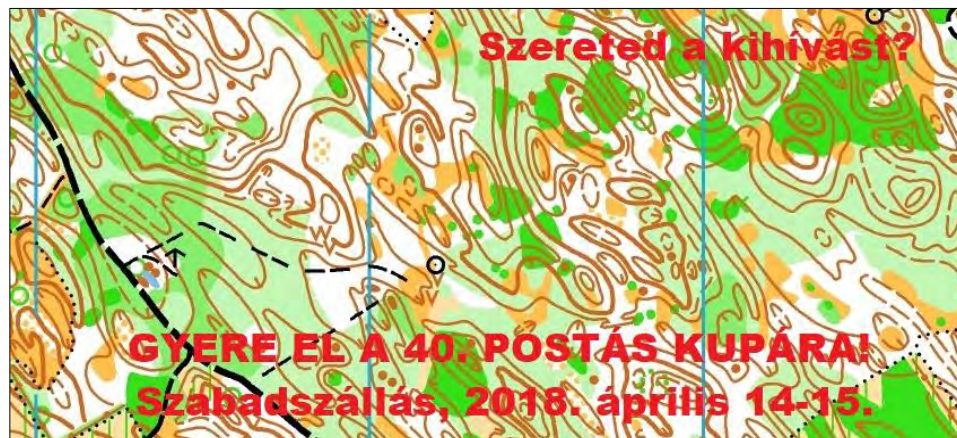 Szereted a kihívást?
GYERE EL A 40. POSTÁS KUPÁRA!
Szabadszállás, 2018. április 14-15.